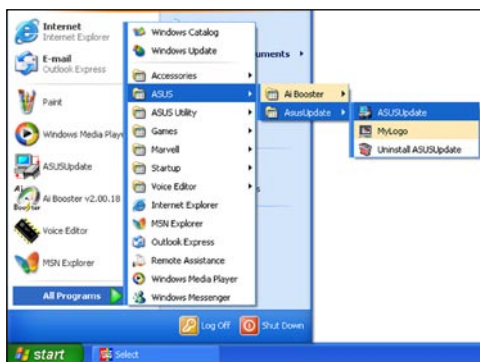 Internet
Internet Explorer
E-mail
Outlook Express
Paint
Windows Media Play
ASUSUpdate
Ai Booster v2.00.18
Voice Editor
MSN Explorer
All Programs
Windows Catalog
Windows Update
Accessories
ASUS
ASUS Utility
Games
Marvell
Startup
Voice Editor
Internet Explorer
MSN Explorer
Outlook Express
Remote Assistance
Windows Media Player
Windows Messenger
uments
s
Ai Booster
AsusUpdate
ASUSUpdate
MyLogo
Uninstall ASUSUpdate
Log Off
Shut Down
start
Select